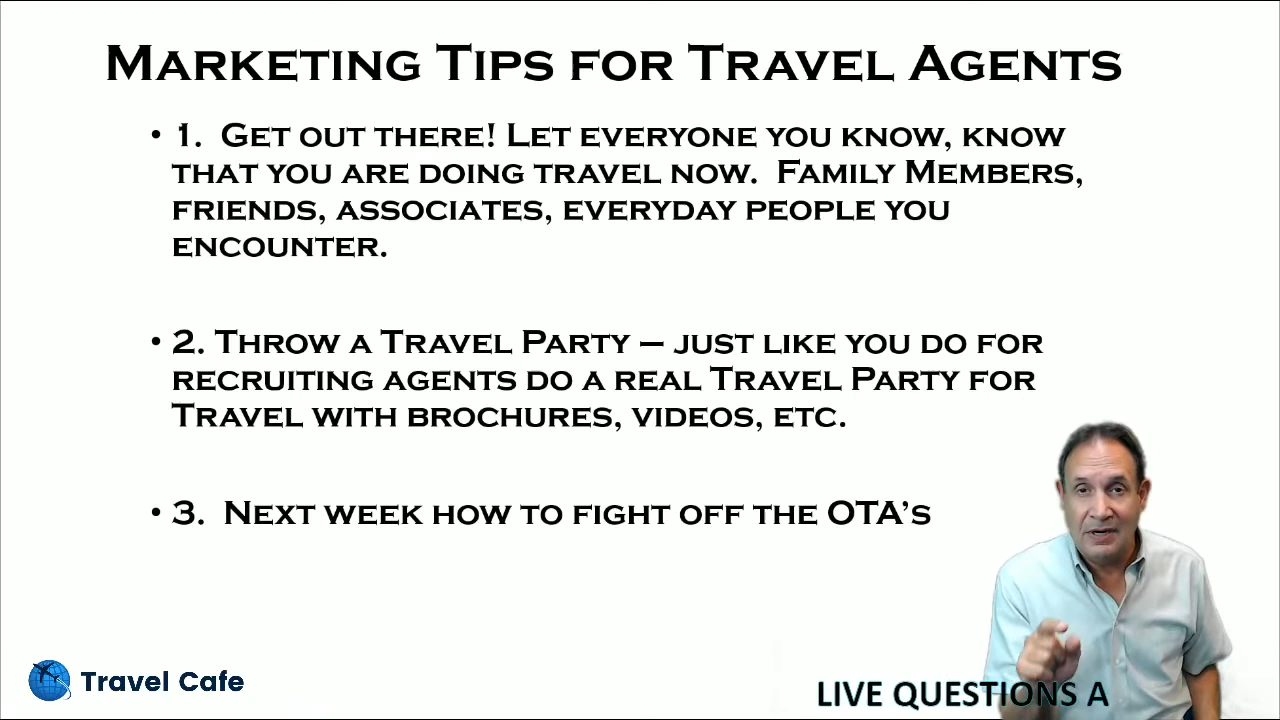 Marketing Tips for Travel Agents
• 1. Get out there! Let everyone you know, know
that you are doing travel now. Family Members,
friends, associates, everyday people you
encounter.
• 2. Throw a Travel Party – just like you do for
recruiting agents do a real Travel Party for
Travel with brochures, videos, etc.
• 3. Next week how to fight off the OTA's
Travel Cafe
LIVE QUESTIONS A